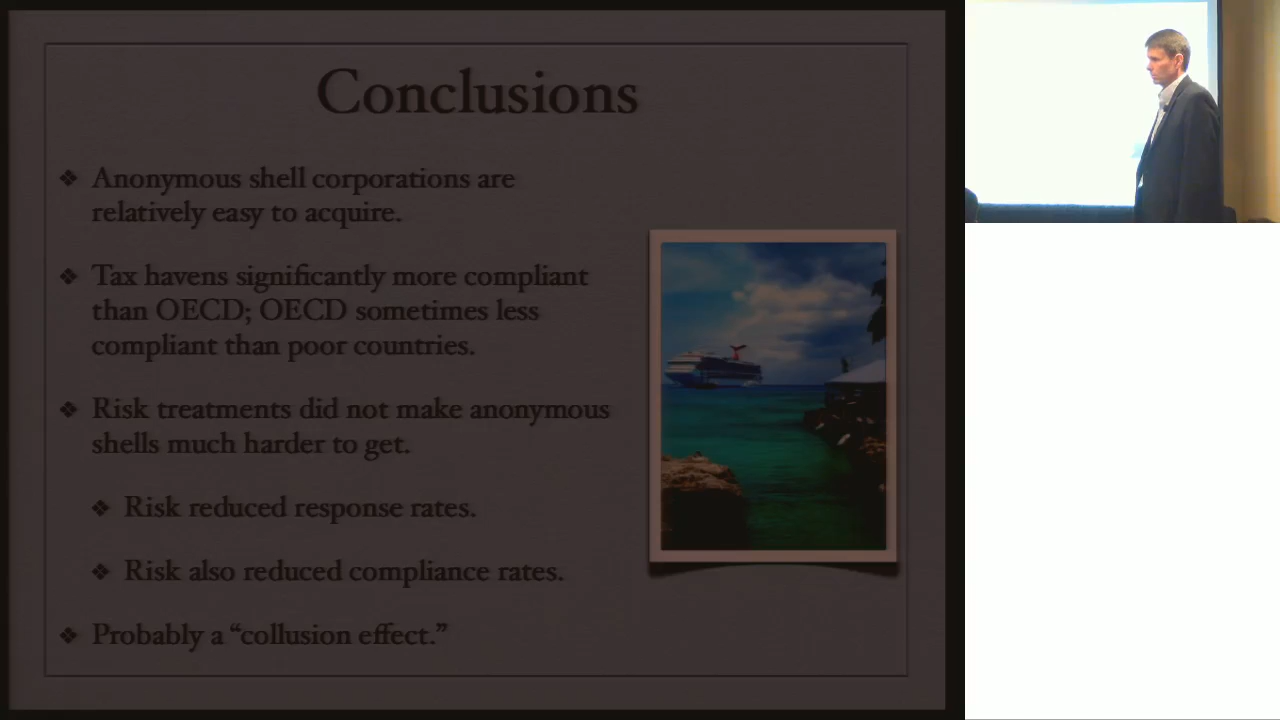 Conclusions
❖ Anonymous shell corporations are
relatively easy to acquire.
❖ Tax havens significantly more compliant
than OECD; OECD sometimes less
compliant than poor countries.
❖ Risk treatments did not make anonymous
shells much harder to get.
❖ Risk reduced response rates.
❖ Risk also reduced compliance rates.
❖ Probably a “collusion effect.”